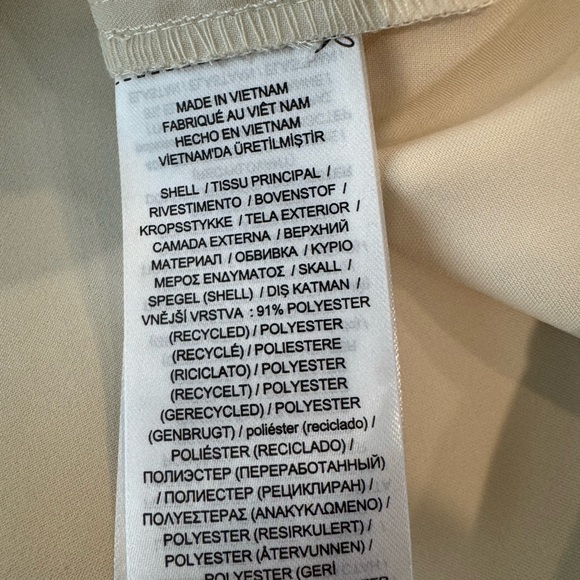 MADE IN VIETNAM
FABRIQUÉ AU VIÊT NAM
HECHO EN VIETNAM
VİETNAM'DA ÜRETİLMİŞTİR
SHELL / TISSU PRINCIPAL /
RIVESTIMENTO / BOVENSTOF /
KROPSSTYKKE / TELA EXTERIOR /
CAMADA EXTERNA / ВЕРХНИЙ
МАТЕРИАЛ / ОБВИВКА / ΚΥΡΙΟ
ΜΕΡΟΣ ΕΝΔΥΜΑΤΟΣ / SKALL /
SPEGEL (SHELL) / DIŞ KATMAN /
VNĚJŠÍ VRSTVA : 91% POLYESTER
(RECYCLED) / POLYESTER
(RECYCLÉ) / POLIESTERE
(RICICLATO) / POLYESTER
(RECYCELT) / POLYESTER
(GERECYCLED) / POLYESTER
(GENBRUGT) / poliéster (reciclado) /
POLIÉSTER (RECICLADO) /
ПОЛИЭСТЕР (ПЕРЕРАБОТАННЫЙ)
/ ПОЛИЕСТЕР (РЕЦИКЛИРАН) /
ΠΟΛΥΕΣΤΕΡΑΣ (ΑΝΑΚΥΚΛΩΜΕΝΟ) /
POLYESTER (RESIRKULERT) /
POLYESTER (ÅTERVUNNEN) /
POLYESTER (GERİ